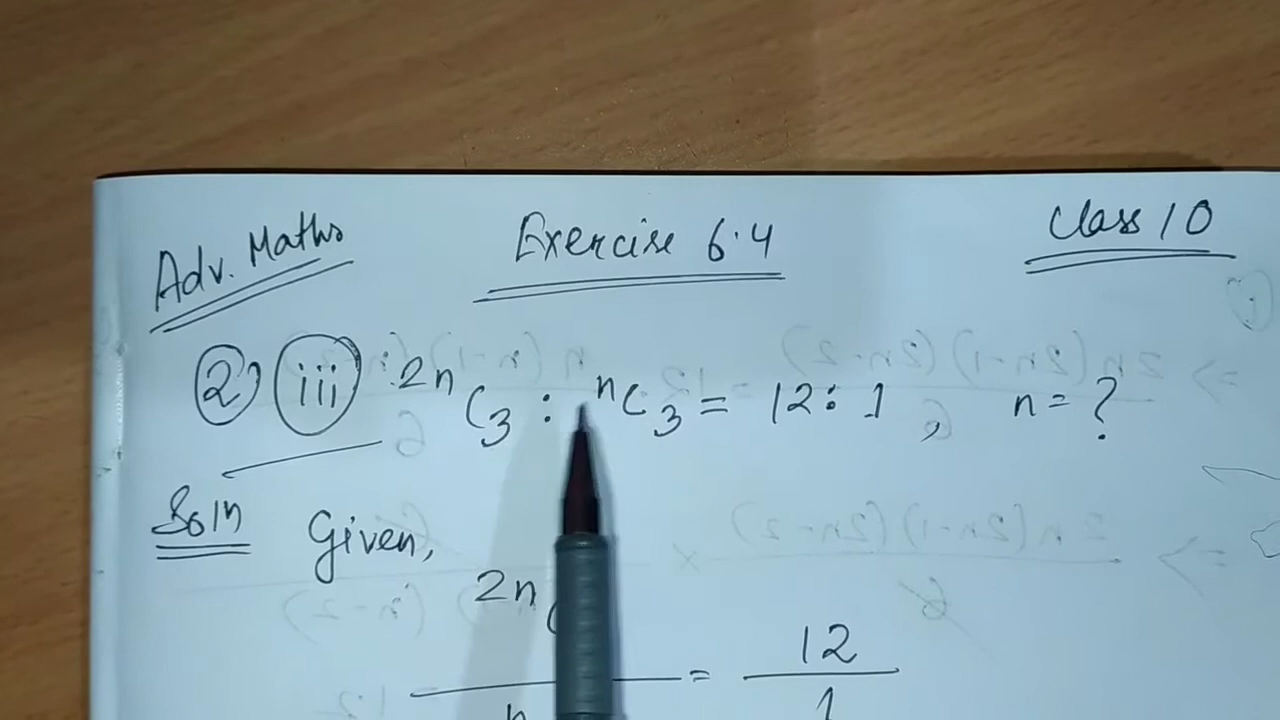 Adv. Maths Exercise 6.4 Class 10
2) iii 2nC3 : nC3 = 12 : 1 , n = ?
Soln Given,
2n
n = 12/1